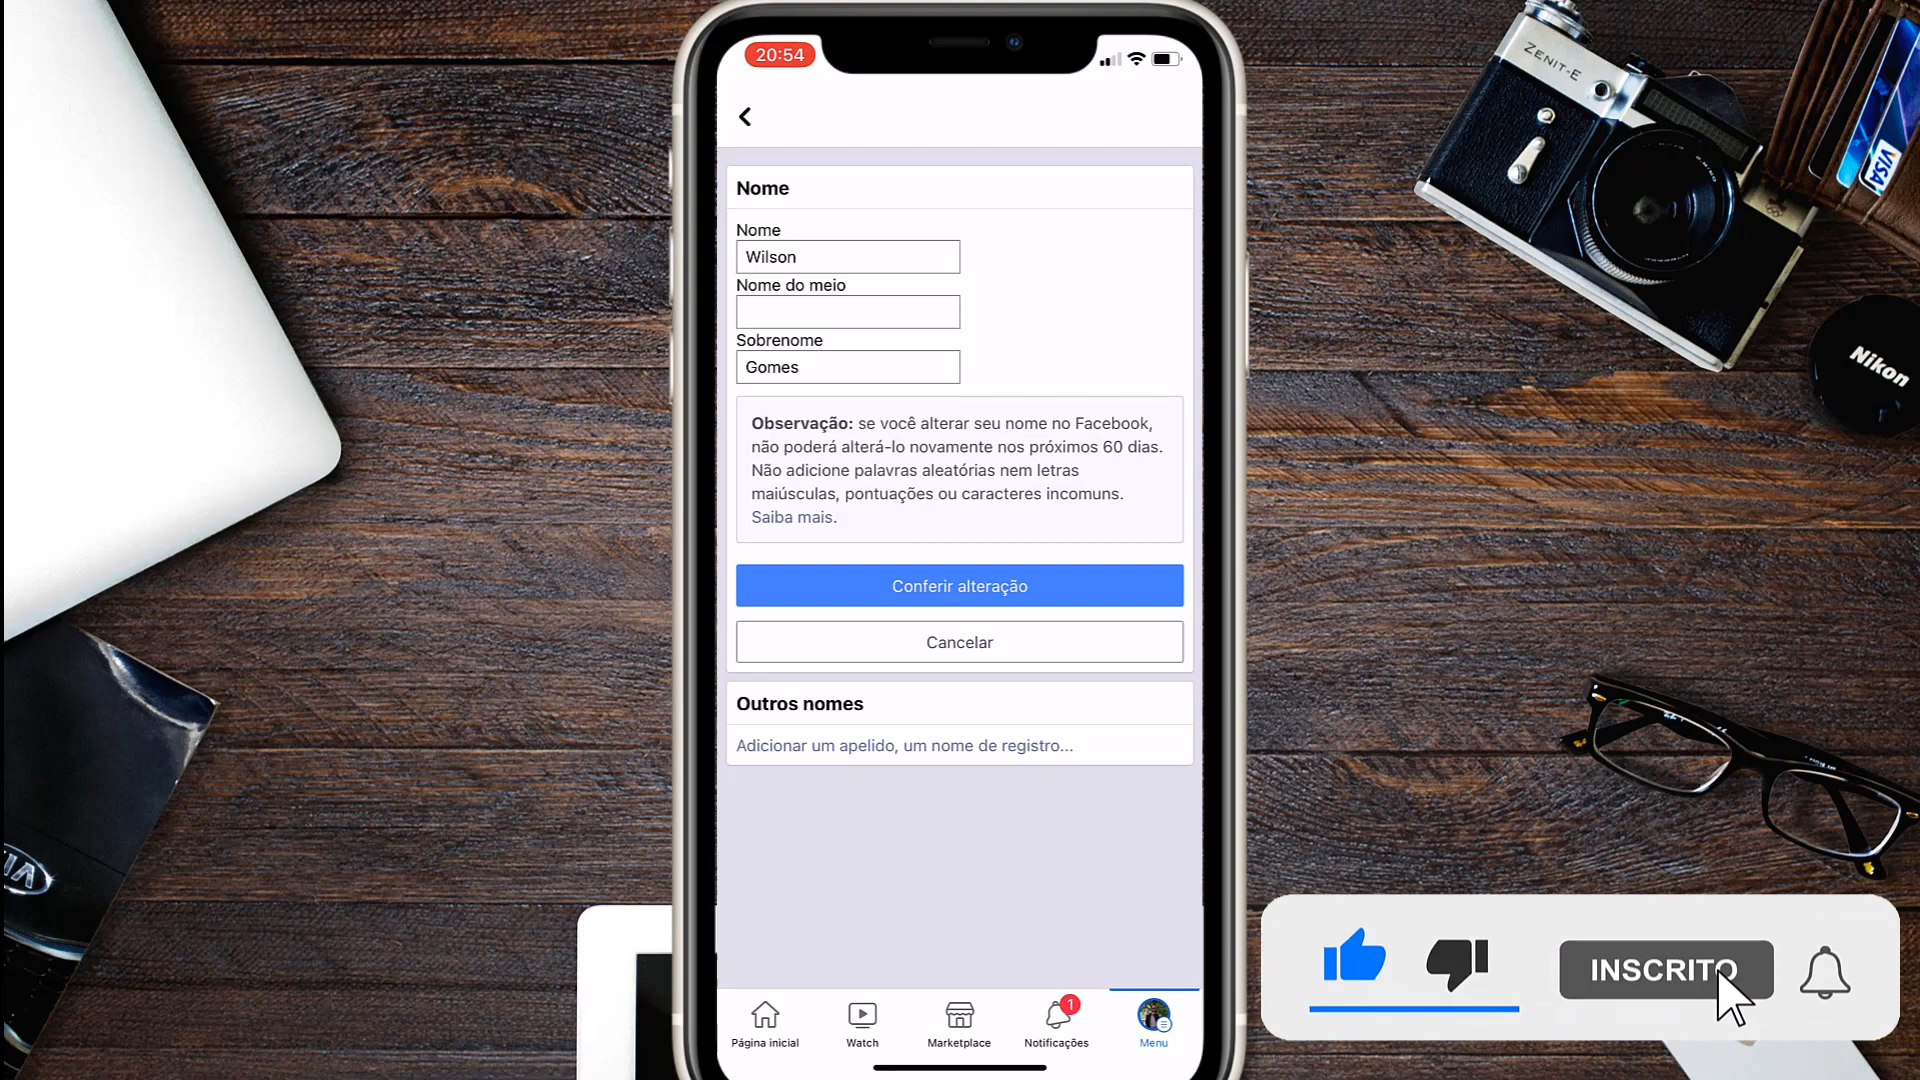 20:54
Nome
Nome
Wilson
Nome do meio
Sobrenome
Gomes
Observação: se você alterar seu nome no Facebook,
não poderá alterá-lo novamente nos próximos 60 dias.
Não adicione palavras aleatórias nem letras
maiúsculas, pontuações ou caracteres incomuns.
Saiba mais.
Conferir alteração
Cancelar
Outros nomes
Adicionar um apelido, um nome de registro...
1
Página inicial
Watch
Marketplace
Notificações
Menu
ZENIT-E
VISA
Nikon
INSCRITO